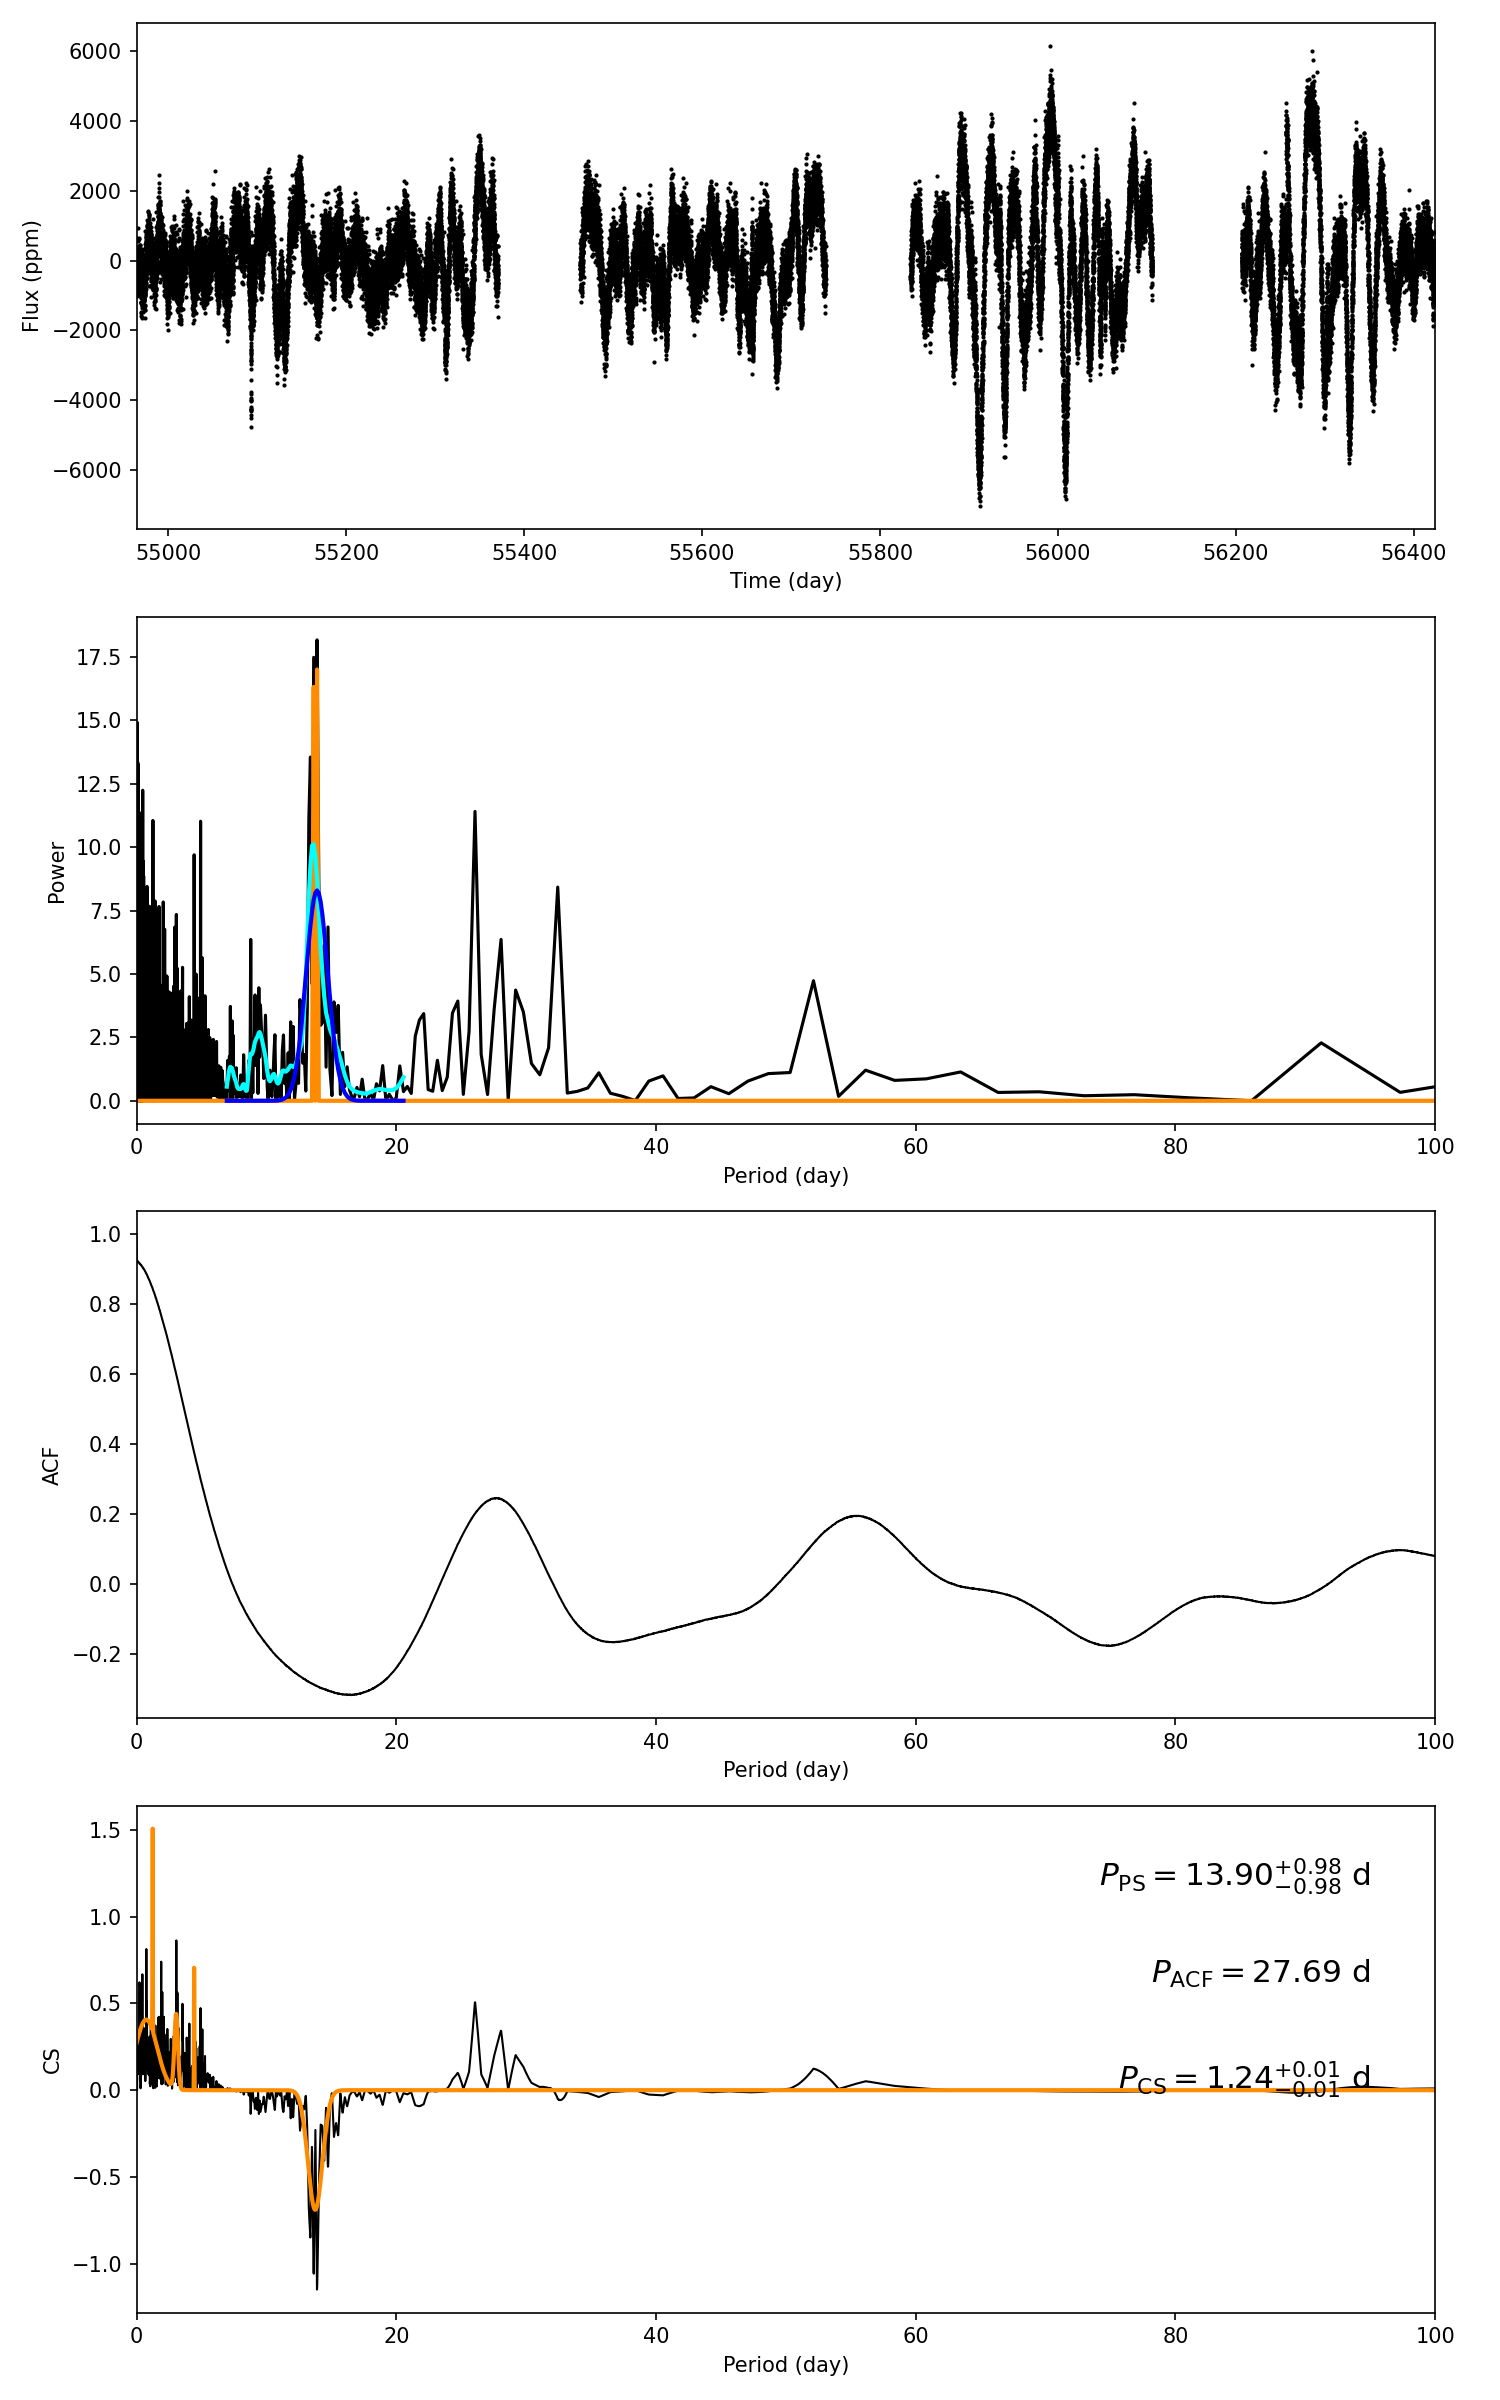 6000
4000
2000
0
−2000
−4000
−6000
Flux (ppm)
55000 55200 55400 55600 55800 56000 56200 56400
Time (day)
17.5
15.0
12.5
10.0
7.5
5.0
2.5
0.0
Power
0 20 40 60 80 100
Period (day)
1.0
0.8
0.6
0.4
0.2
0.0
−0.2
ACF
0 20 40 60 80 100
Period (day)
1.5
1.0
0.5
0.0
−0.5
−1.0
CS
P_PS = 13.90^{+0.98}_{−0.98} d
P_ACF = 27.69 d
P_CS = 1.24^{+0.01}_{−0.01} d
0 20 40 60 80 100
Period (day)